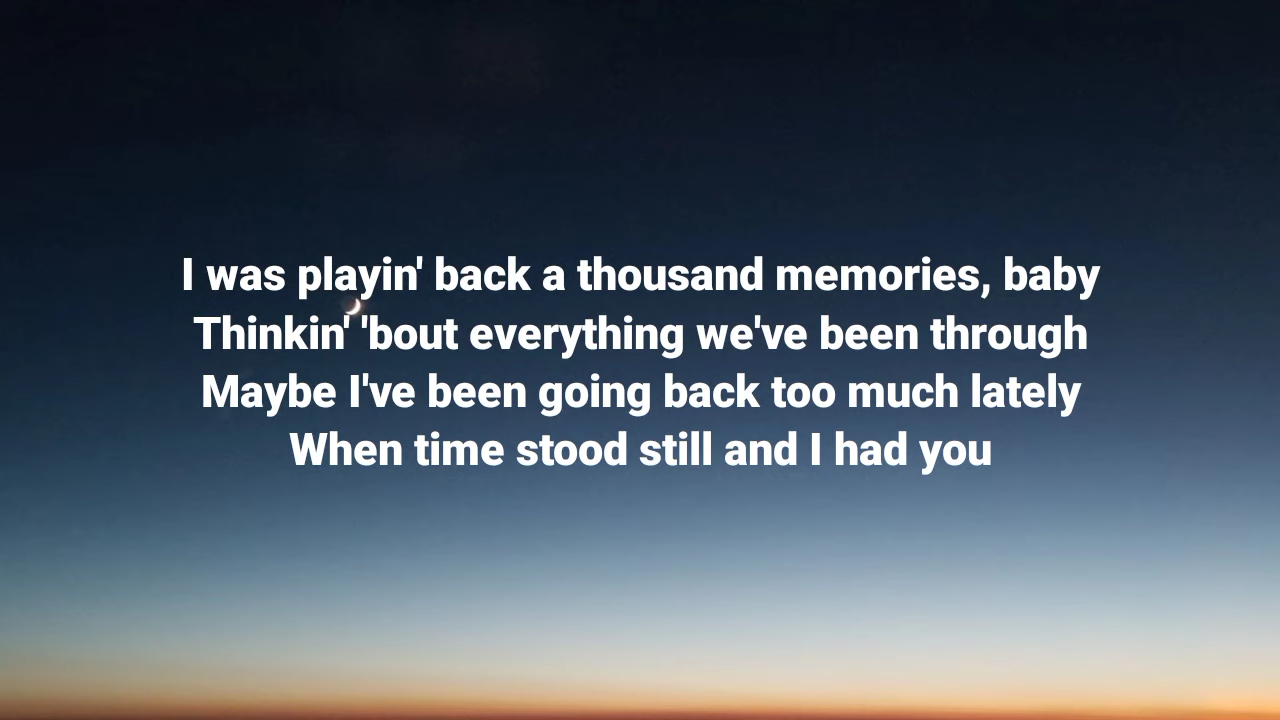 I was playin' back a thousand memories, baby
Thinkin' 'bout everything we've been through
Maybe I've been going back too much lately
When time stood still and I had you